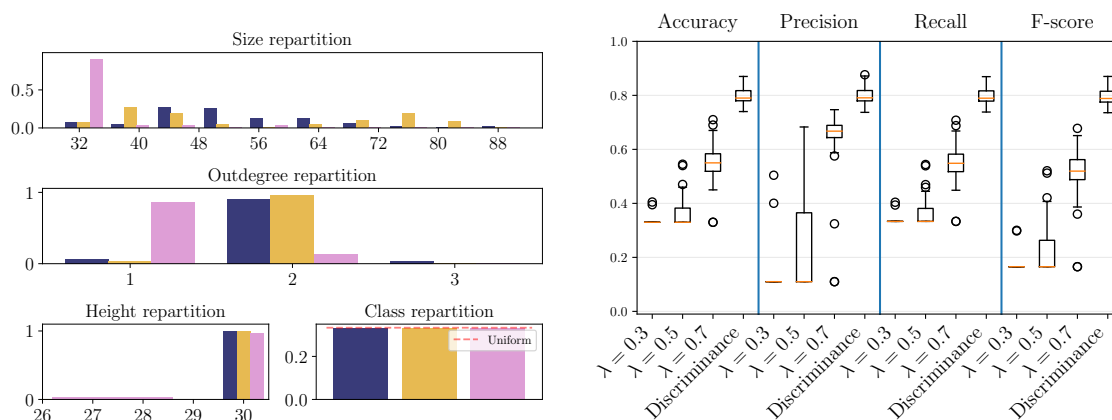 Size repartition
0.5
0.0
32 40 48 56 64 72 80 88
Outdegree repartition
1
0
1 2 3
Height repartition
1
0
26 27 28 29 30
Class repartition
0.2
0.0
Uniform
Accuracy Precision Recall F-score
1.0
0.8
0.6
0.4
0.2
0.0
λ = 0.3
λ = 0.5
λ = 0.7
Discriminance
λ = 0.3
λ = 0.5
λ = 0.7
Discriminance
λ = 0.3
λ = 0.5
λ = 0.7
Discriminance
λ = 0.3
λ = 0.5
λ = 0.7
Discriminance